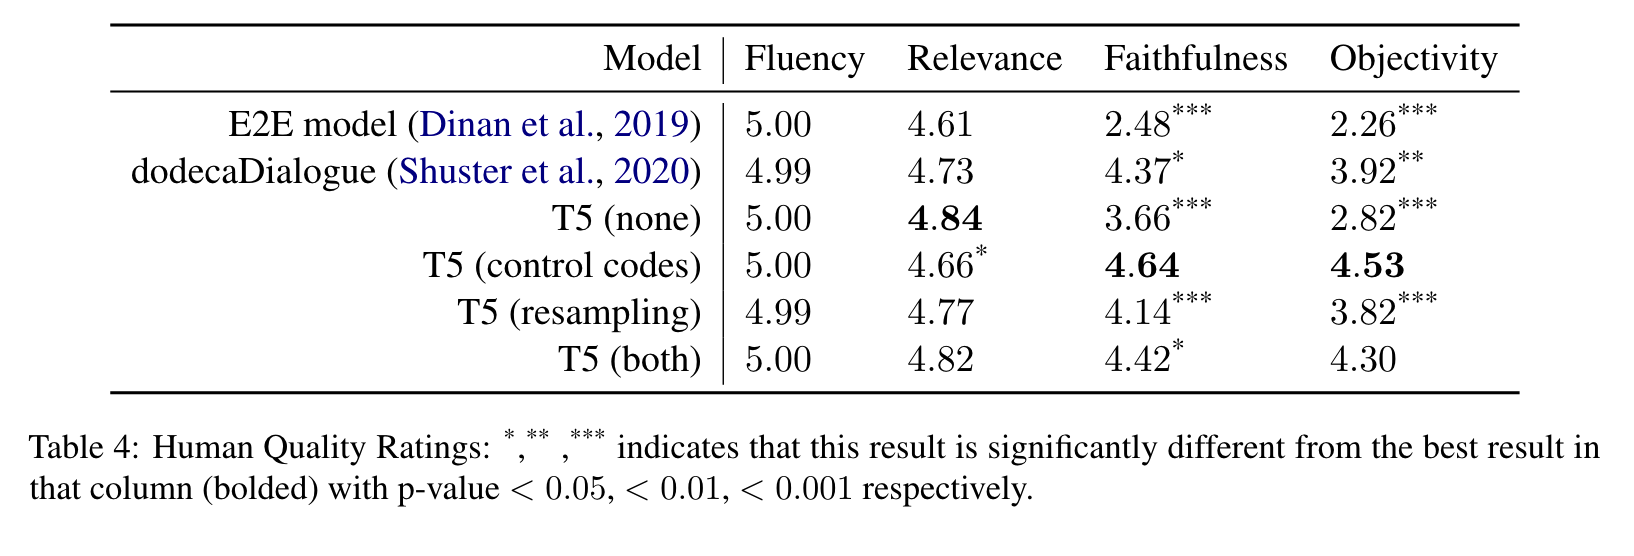 Model Fluency Relevance Faithfulness Objectivity
E2E model (Dinan et al., 2019) 5.00 4.61 2.48*** 2.26***
dodecaDialogue (Shuster et al., 2020) 4.99 4.73 4.37* 3.92**
T5 (none) 5.00 4.84 3.66*** 2.82***
T5 (control codes) 5.00 4.66* 4.64 4.53
T5 (resampling) 4.99 4.77 4.14*** 3.82***
T5 (both) 5.00 4.82 4.42* 4.30
Table 4: Human Quality Ratings: *,** ,*** indicates that this result is significantly different from the best result in
that column (bolded) with p-value < 0.05, < 0.01, < 0.001 respectively.